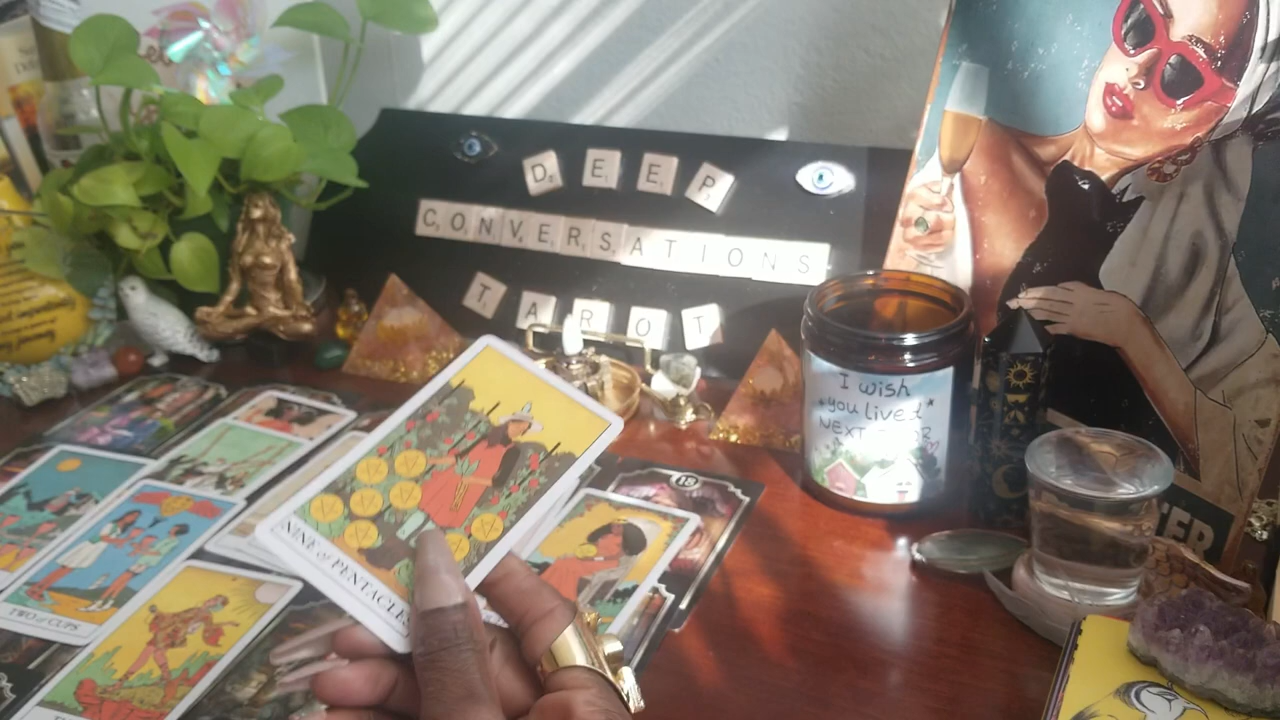 DEEP
CONVERSATIONS
TAROT
I wish
you lived
NEXT
18
NINE of PENTACLES
TWO of CUPS